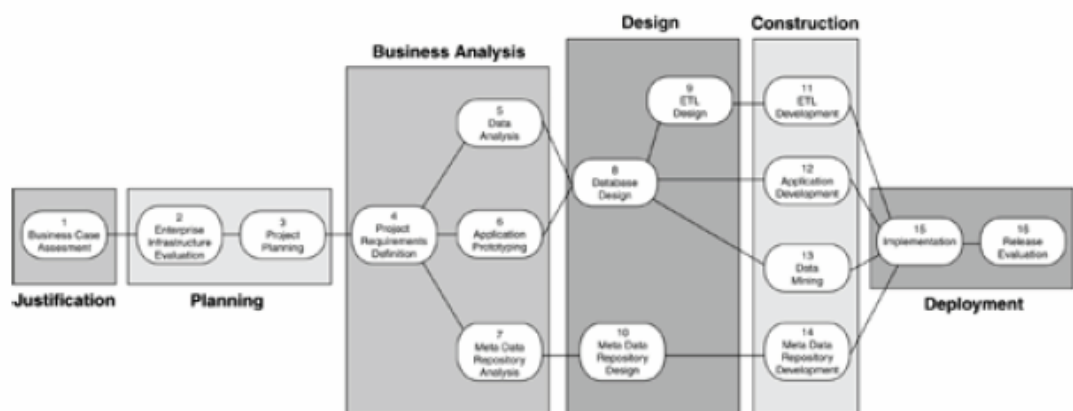 Design
Construction
Business Analysis
9
ETL
Design
11
ETL
Development
5
Data
Analysis
8
Database
Design
12
Application
Development
1
Business Case
Assesment
2
Enterprise
Infrastructure
Evaluation
3
Project
Planning
4
Project
Requirements
Definition
6
Application
Prototyping
15
Implementation
16
Release
Evaluation
13
Data
Mining
Justification
Planning
Deployment
7
Meta Data
Repository
Analysis
10
Meta Data
Repository
Design
14
Meta Data
Repository
Development